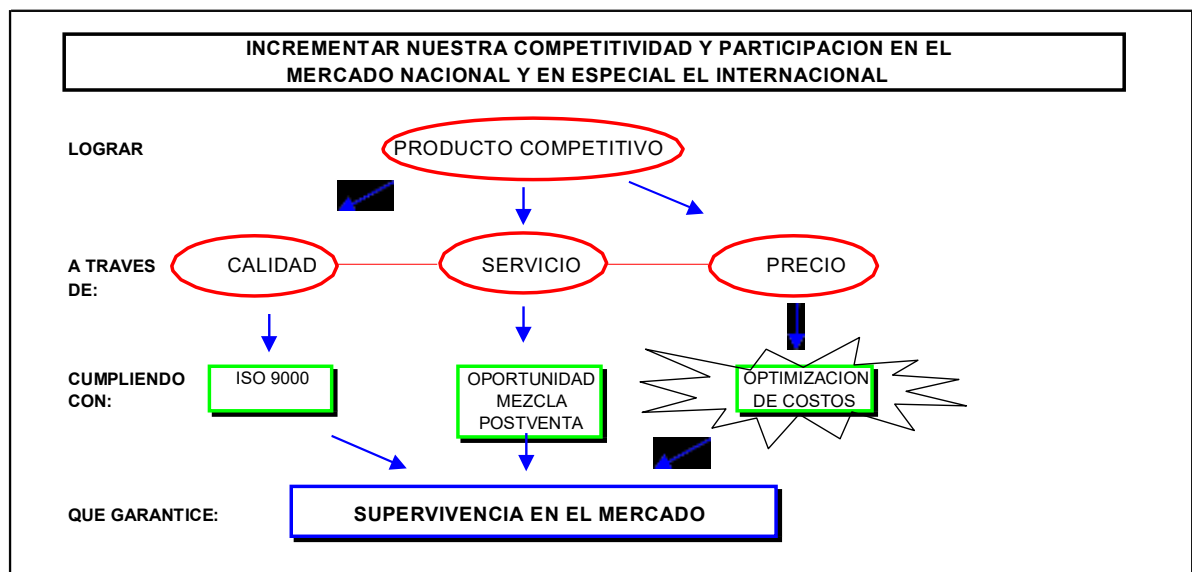 INCREMENTAR NUESTRA COMPETITIVIDAD Y PARTICIPACION EN EL
MERCADO NACIONAL Y EN ESPECIAL EL INTERNACIONAL
LOGRAR
PRODUCTO COMPETITIVO
A TRAVES
DE:
CALIDAD
SERVICIO
PRECIO
CUMPLIENDO
CON:
ISO 9000
OPORTUNIDAD
MEZCLA
POSTVENTA
OPTIMIZACION
DE COSTOS
QUE GARANTICE:
SUPERVIVENCIA EN EL MERCADO